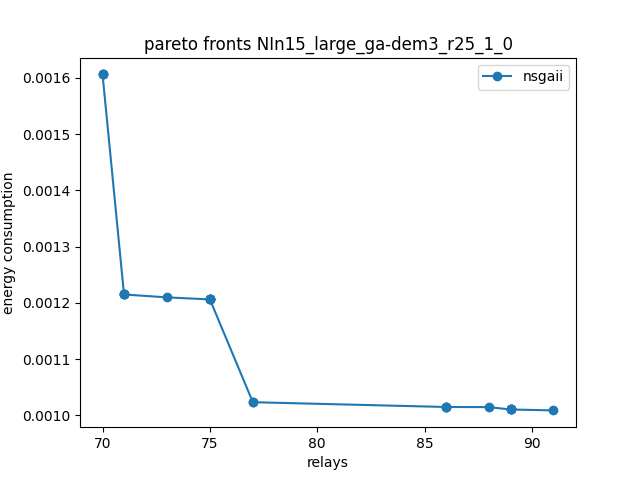 pareto fronts NIn15_large_ga-dem3_r25_1_0
nsgaii
0.0016
0.0015
0.0014
0.0013
0.0012
0.0011
0.0010
energy consumption
70 75 80 85 90
relays